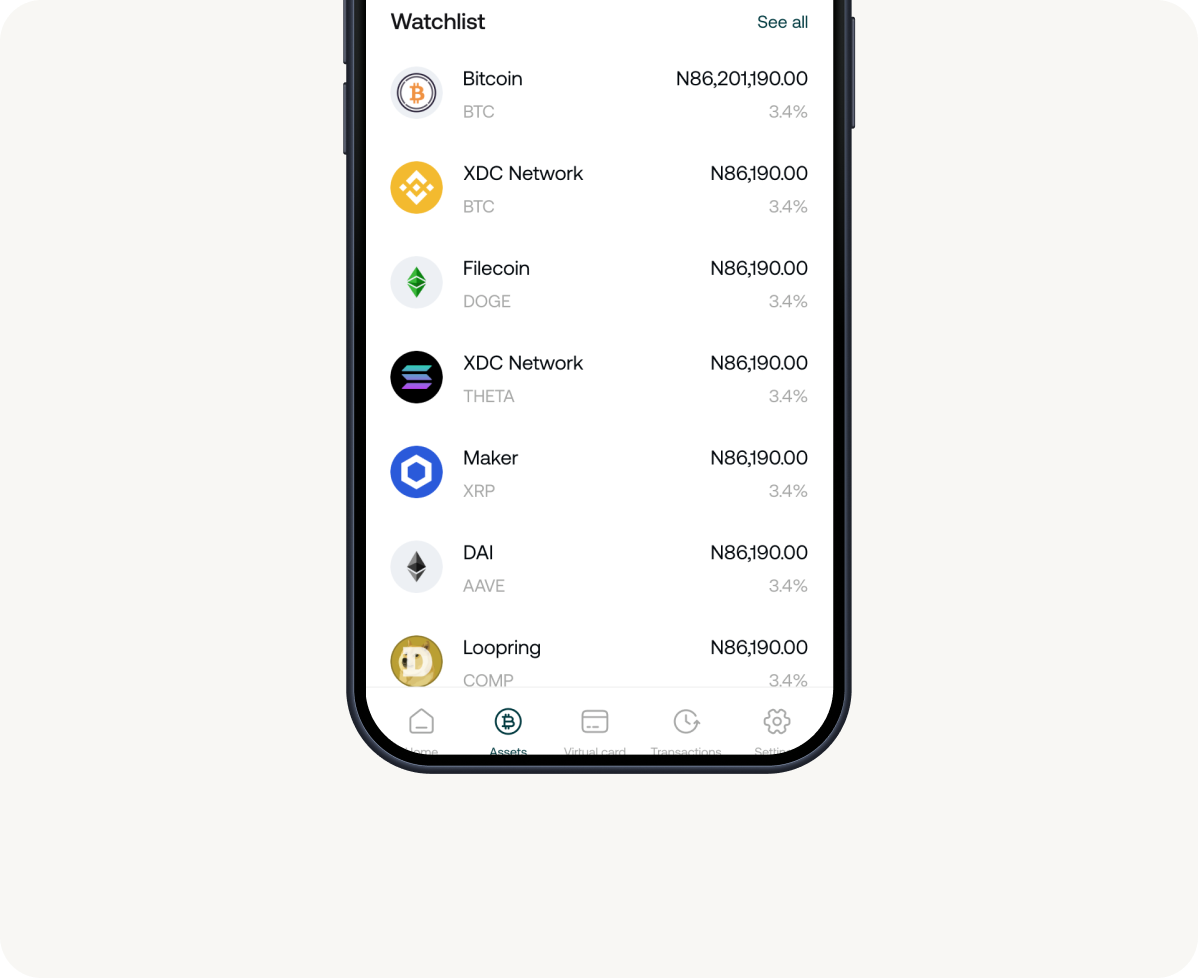 Watchlist See all
Bitcoin N86,201,190.00
BTC 3.4%
XDC Network N86,190.00
BTC 3.4%
Filecoin N86,190.00
DOGE 3.4%
XDC Network N86,190.00
THETA 3.4%
Maker N86,190.00
XRP 3.4%
DAI N86,190.00
AAVE 3.4%
Loopring N86,190.00
COMP 3.4%
Home Assets Virtual card Transactions Settings